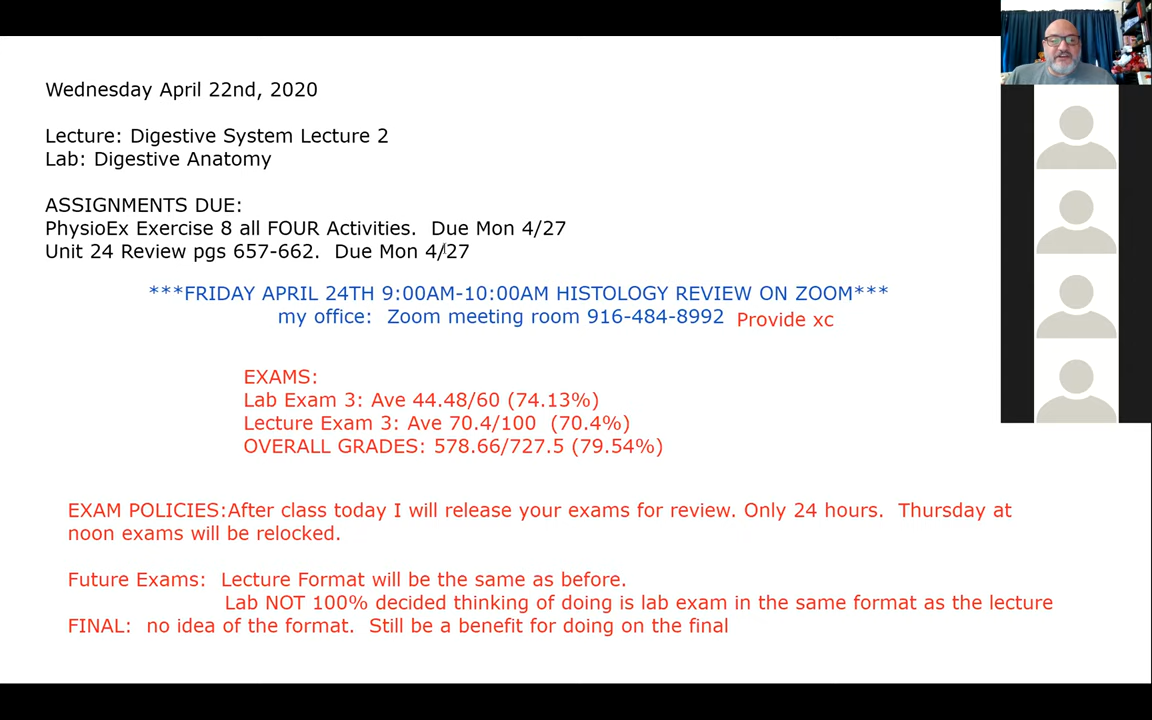 Wednesday April 22nd, 2020
Lecture: Digestive System Lecture 2
Lab: Digestive Anatomy
ASSIGNMENTS DUE:
PhysioEx Exercise 8 all FOUR Activities.  Due Mon 4/27
Unit 24 Review pgs 657-662.  Due Mon 4/27
***FRIDAY APRIL 24TH 9:00AM-10:00AM HISTOLOGY REVIEW ON ZOOM***
my office:  Zoom meeting room 916-484-8992 Provide xc
EXAMS:
Lab Exam 3: Ave 44.48/60 (74.13%)
Lecture Exam 3: Ave 70.4/100  (70.4%)
OVERALL GRADES: 578.66/727.5 (79.54%)
EXAM POLICIES:After class today I will release your exams for review. Only 24 hours.  Thursday at
noon exams will be relocked.
Future Exams:  Lecture Format will be the same as before.
Lab NOT 100% decided thinking of doing is lab exam in the same format as the lecture
FINAL:  no idea of the format.  Still be a benefit for doing on the final